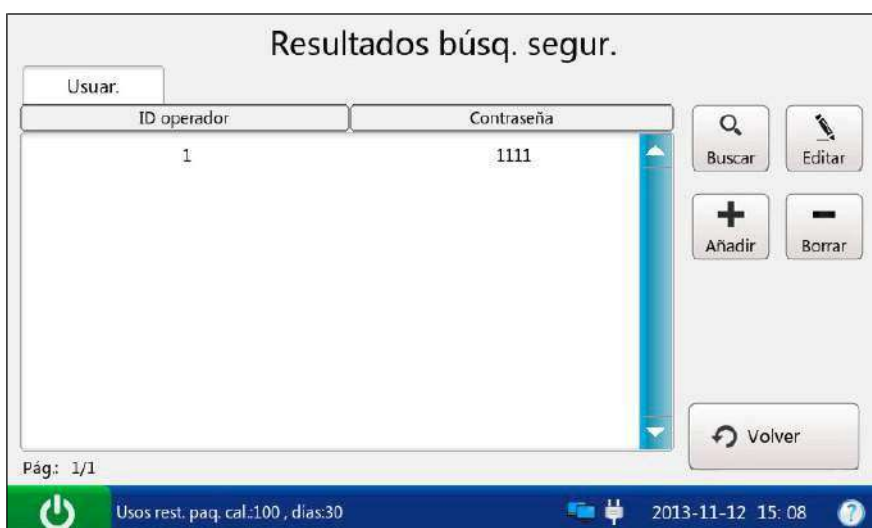 Resultados búsq. segur.
Usuar.
ID operador Contraseña
1 1111
Buscar Editar
Añadir Borrar
Volver
Pág.: 1/1
Usos rest. paq. cal.:100 , dias:30 2013-11-12 15: 08 ?